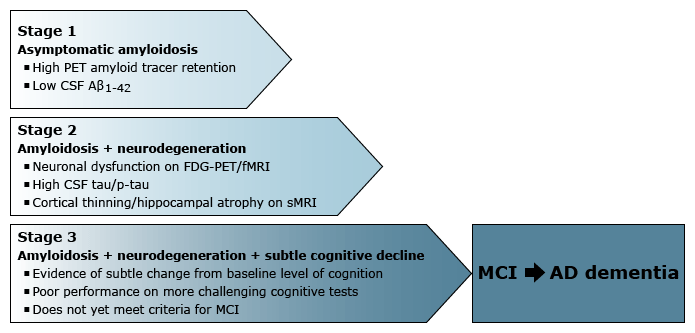 Stage 1
Asymptomatic amyloidosis
▪ High PET amyloid tracer retention
▪ Low CSF Aβ1-42
Stage 2
Amyloidosis + neurodegeneration
▪ Neuronal dysfunction on FDG-PET/fMRI
▪ High CSF tau/p-tau
▪ Cortical thinning/hippocampal atrophy on sMRI
Stage 3
Amyloidosis + neurodegeneration + subtle cognitive decline
▪ Evidence of subtle change from baseline level of cognition
▪ Poor performance on more challenging cognitive tests
▪ Does not yet meet criteria for MCI
MCI ➡ AD dementia